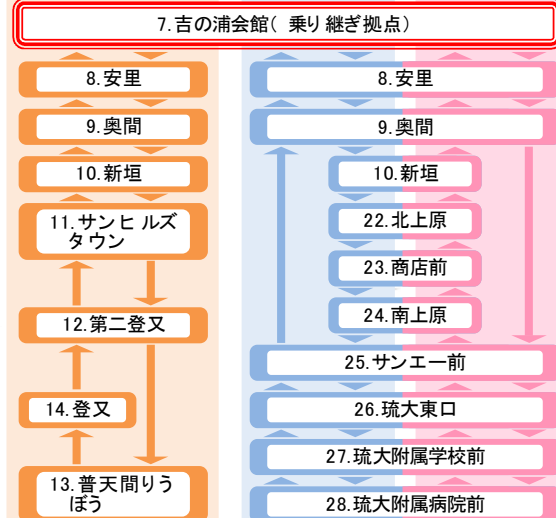 7.吉の浦会館(乗り継ぎ拠点)
8.安里
9.奥間
10.新垣
11.サンヒルズ
タウン
12.第二登又
14.登又
13.普天間りう
ぼう
8.安里
9.奥間
10.新垣
22.北上原
23.商店前
24.南上原
25.サンエー前
26.琉大東口
27.琉大附属学校前
28.琉大附属病院前